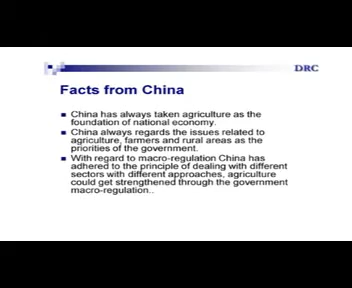 DRC
Facts from China
China has always taken agriculture as the
foundation of national economy.
China always regards the issues related to
agriculture, farmers and rural areas as the
priorities of the government.
With regard to macro-regulation China has
adhered to the principle of dealing with different
sectors with different approaches, agriculture
could get strengthened through the government
macro-regulation..